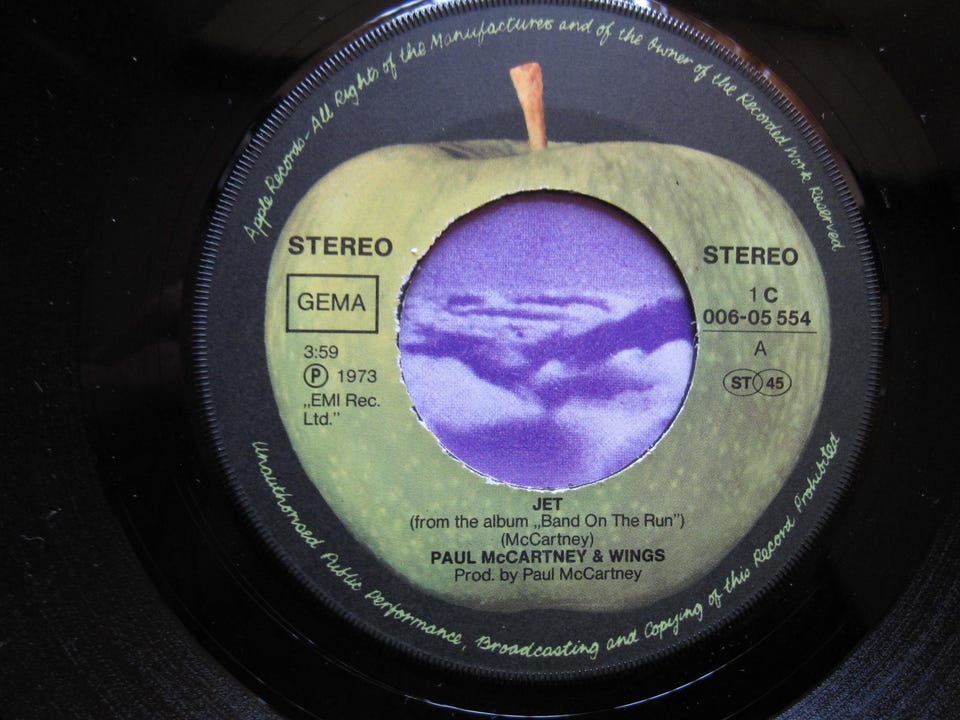 Apple Records-All Rights of the Manufacturer and of the Owner of the Recorded Work Reserved
STEREO
GEMA
3:59
Ⓟ 1973
„EMI Rec.
Ltd.”
STEREO
1 C
006-05 554
A
ST 45
JET
(from the album „Band On The Run”)
(McCartney)
PAUL McCARTNEY & WINGS
Prod. by Paul McCartney
Unauthorised Public Performance, Broadcasting and Copying of this Record Prohibited